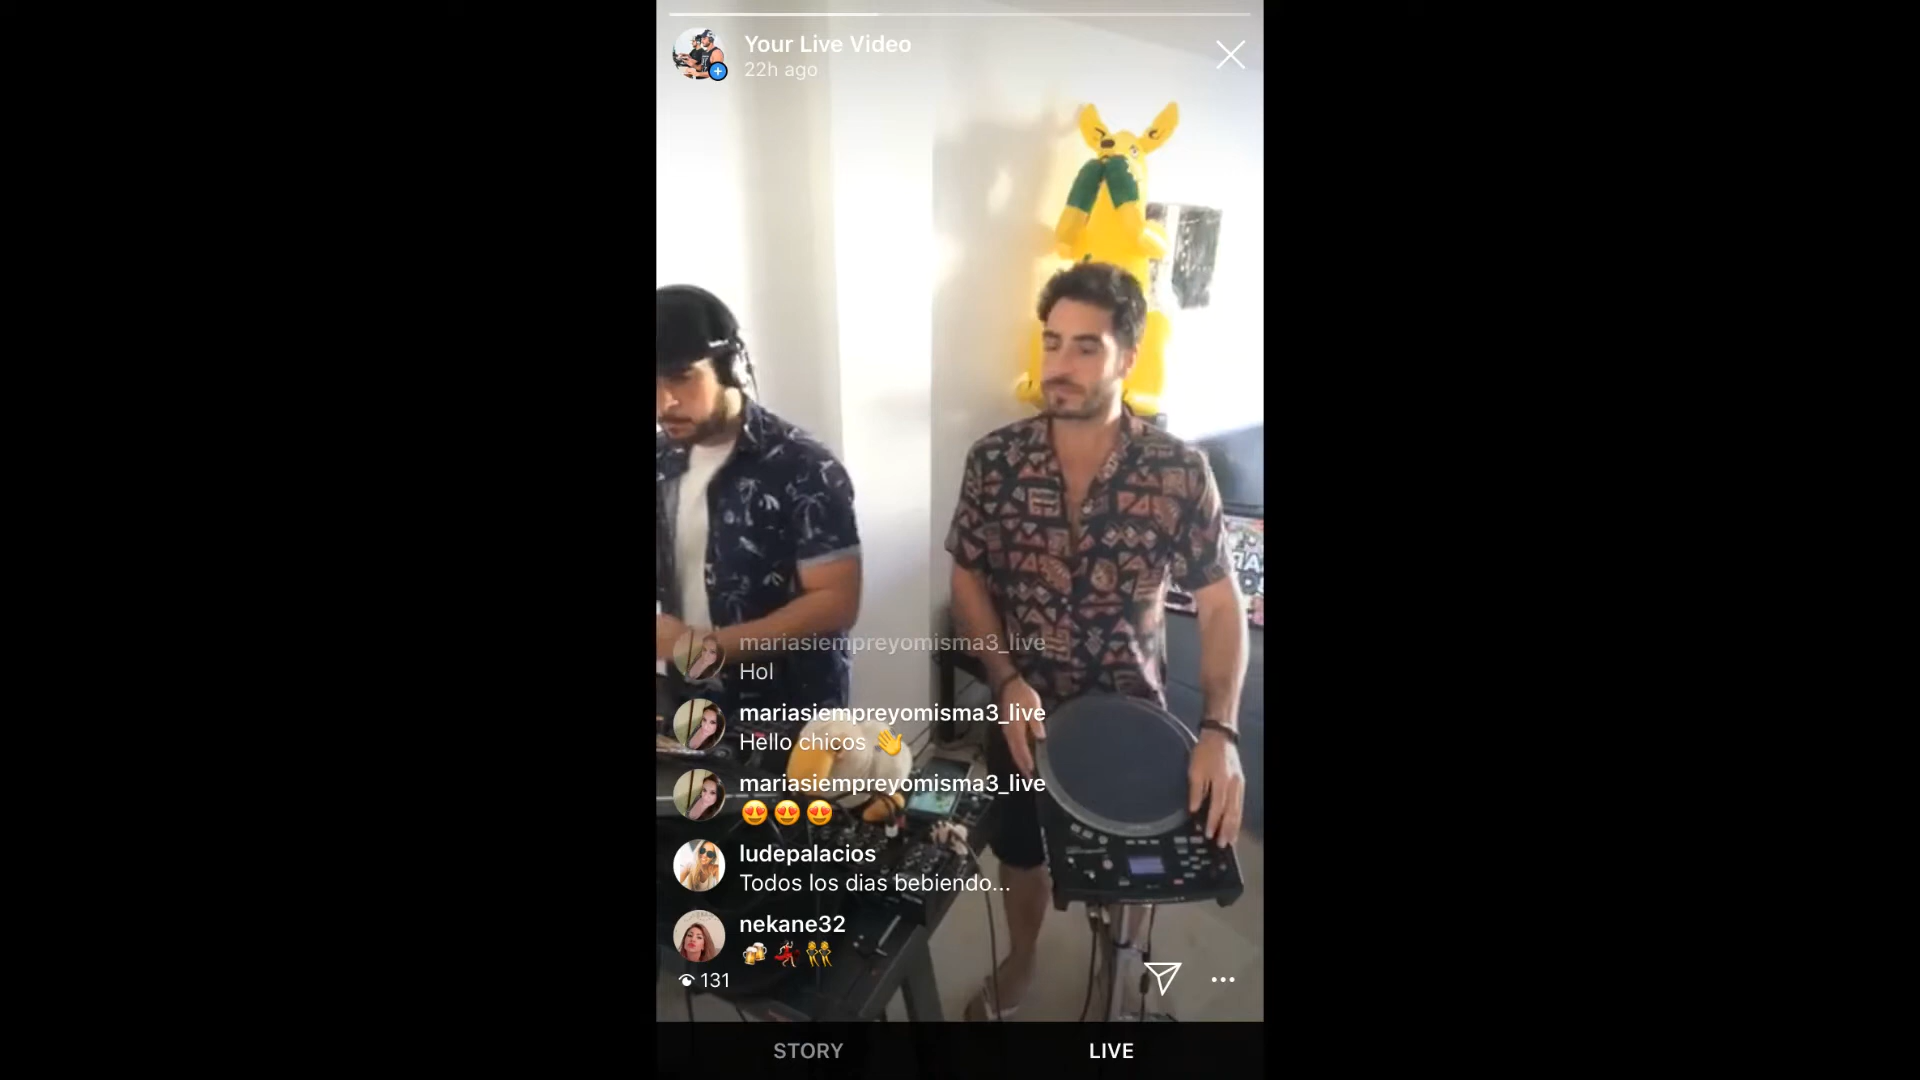 Your Live Video
22h ago
mariasiempreyomisma3_live
Hol
mariasiempreyomisma3_live
Hello chicos 👋
mariasiempreyomisma3_live
😍😍😍
ludepalacios
Todos los dias bebiendo...
nekane32
🍻💃👯
131
STORY
LIVE